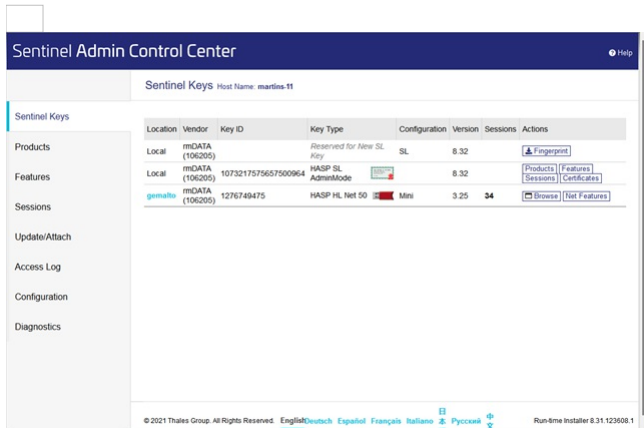 Sentinel Admin Control Center
Help
Sentinel Keys Host Name: martins-11
Sentinel Keys
Products
Features
Sessions
Update/Attach
Access Log
Configuration
Diagnostics
Location Vendor Key ID Key Type Configuration Version Sessions Actions
Local rmDATA (106205) Reserved for New SL Key SL 8.32 Fingerprint
Local rmDATA (106205) 1073217575657500964 HASP SL AdminMode 8.32 Products Features Sessions Certificates
gemalto rmDATA (106205) 1276749475 HASP HL Net 50 Mini 3.25 34 Browse Net Features
© 2021 Thales Group. All Rights Reserved. English Deutsch Español Français Italiano 日本 Русский 中文 Run-time Installer 8.31.123608.1